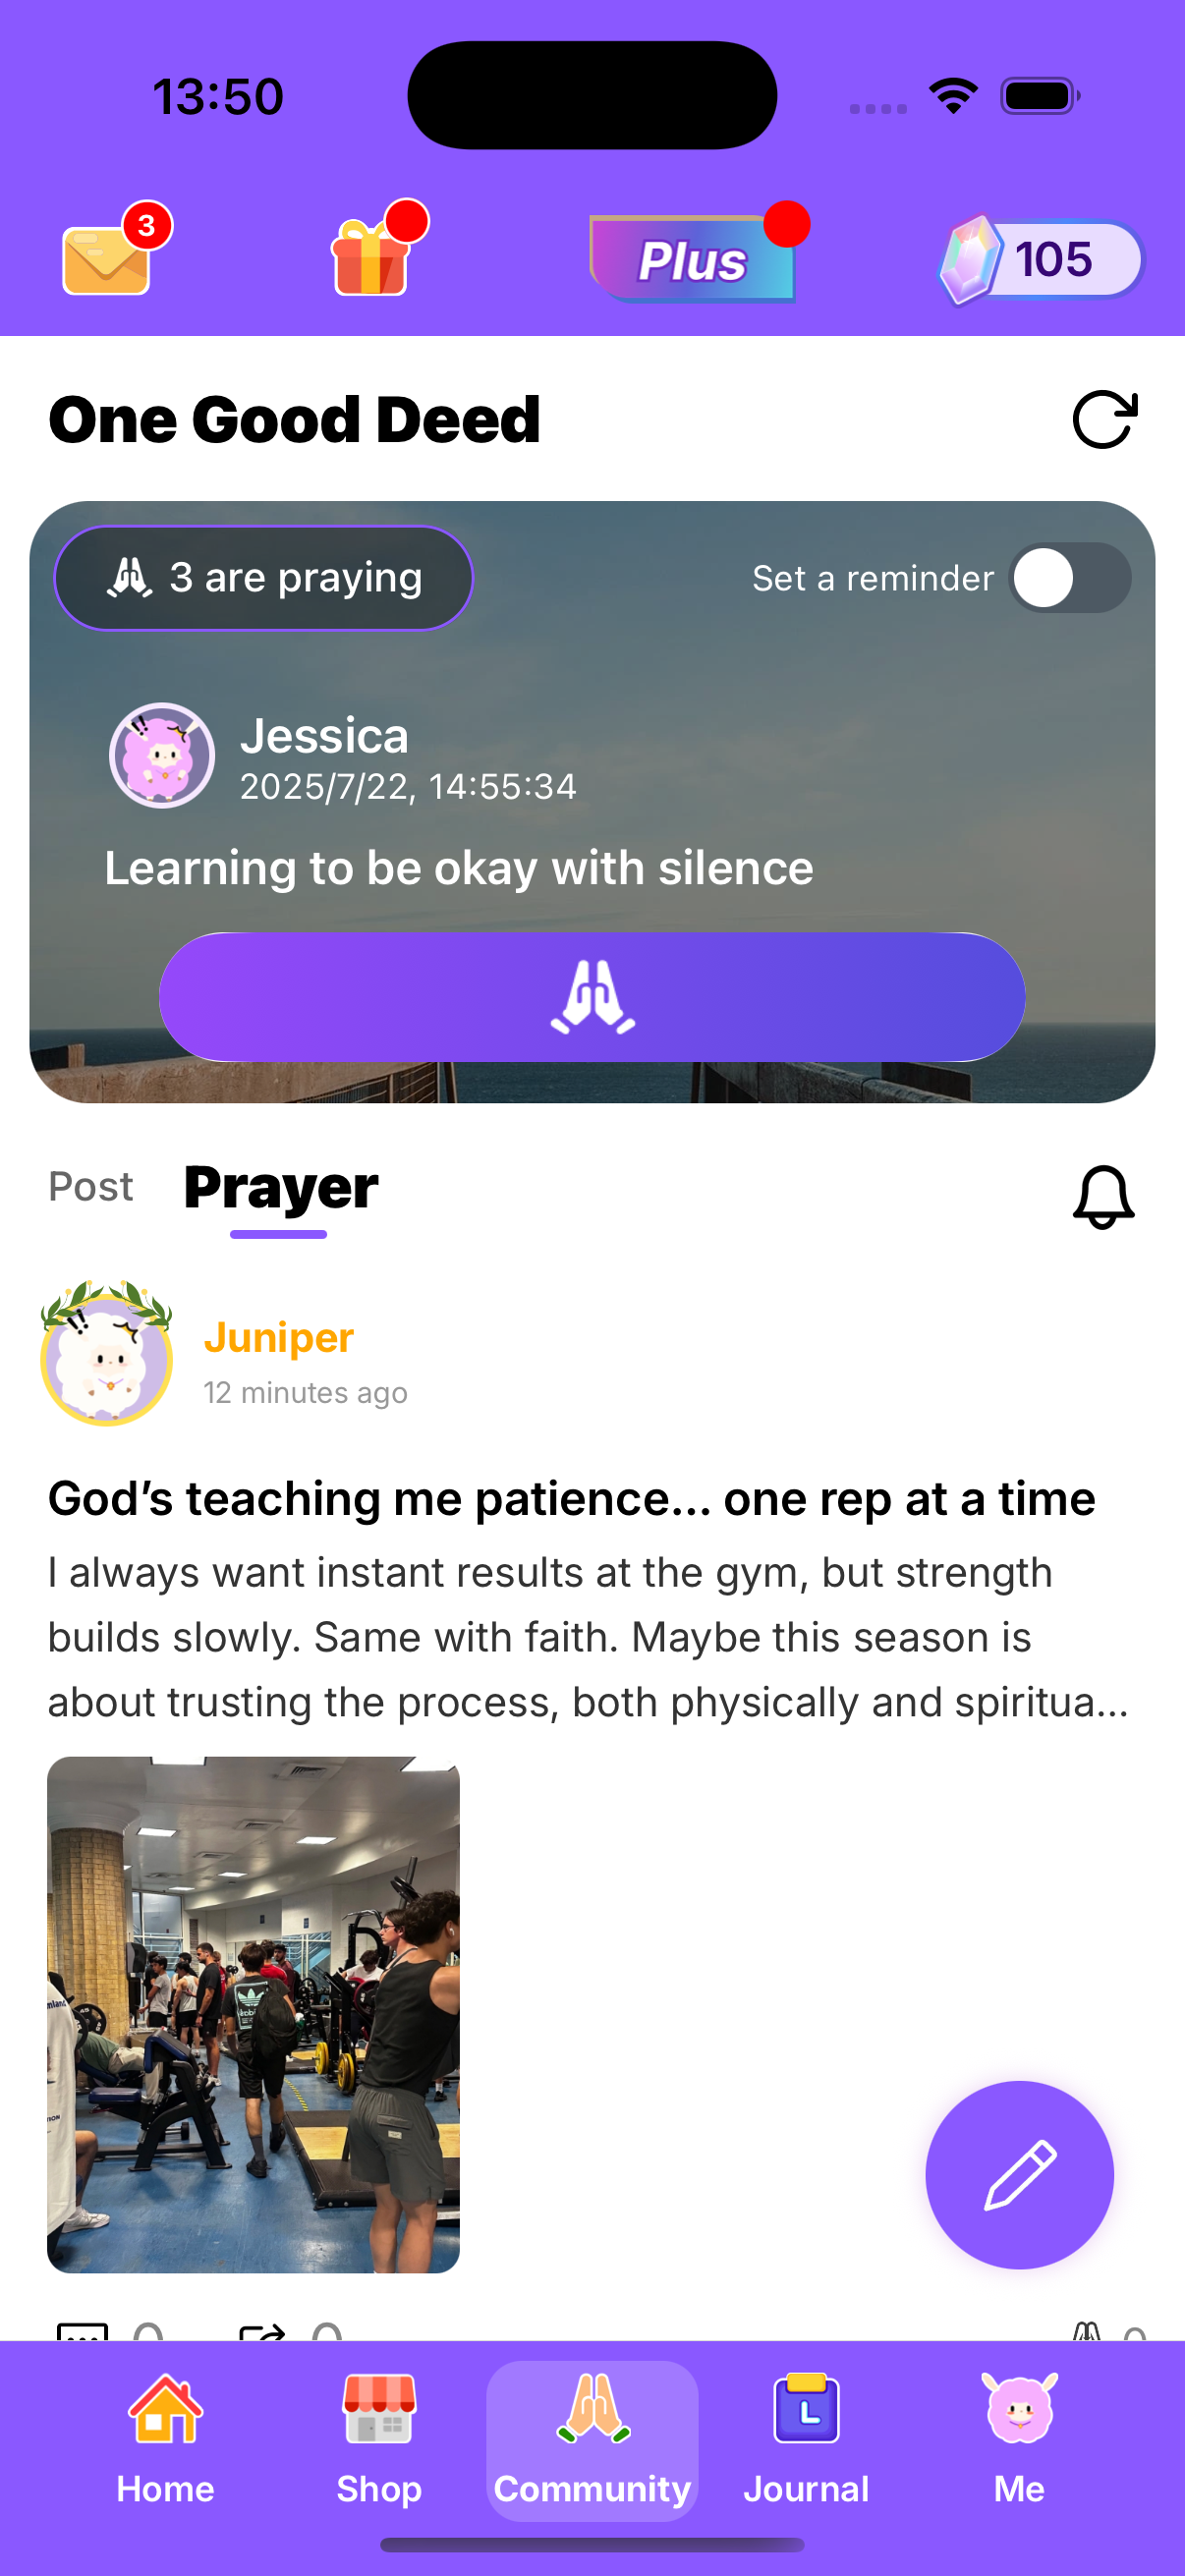 13:50
3
Plus
105
One Good Deed
3 are praying
Set a reminder
Jessica
2025/7/22, 14:55:34
Learning to be okay with silence
Post
Prayer
Juniper
12 minutes ago
God’s teaching me patience... one rep at a time
I always want instant results at the gym, but strength
builds slowly. Same with faith. Maybe this season is
about trusting the process, both physically and spiritua...
Home
Shop
Community
Journal
Me